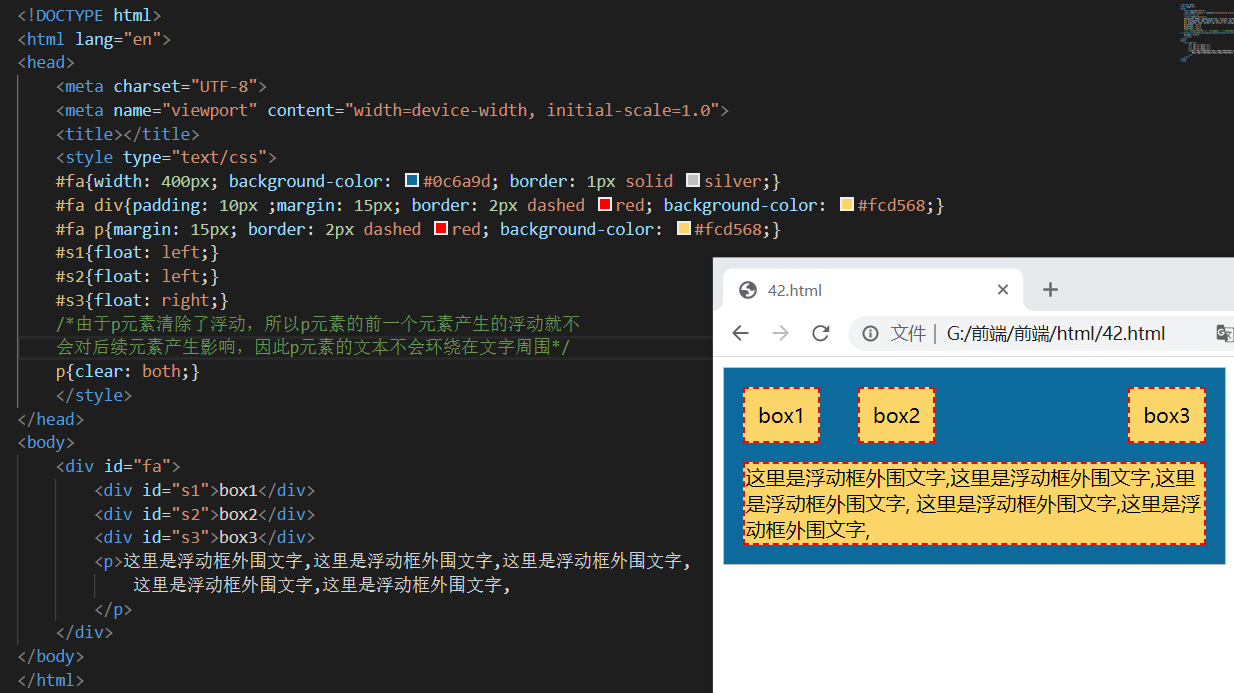 <!DOCTYPE html>
<html lang="en">
<head>
<meta charset="UTF-8">
<meta name="viewport" content="width=device-width, initial-scale=1.0">
<title></title>
<style type="text/css">
#fa{width: 400px; background-color: #0c6a9d; border: 1px solid silver;}
#fa div{padding: 10px ;margin: 15px; border: 2px dashed red; background-color: #fcd568;}
#fa p{margin: 15px; border: 2px dashed red; background-color: #fcd568;}
#s1{float: left;}
#s2{float: left;}
#s3{float: right;}
/*由于p元素清除了浮动，所以p元素的前一个元素产生的浮动就不
会对后续元素产生影响，因此p元素的文本不会环绕在文字周围*/
p{clear: both;}
</style>
</head>
<body>
<div id="fa">
<div id="s1">box1</div>
<div id="s2">box2</div>
<div id="s3">box3</div>
<p>这里是浮动框外围文字,这里是浮动框外围文字,这里是浮动框外围文字,
这里是浮动框外围文字,这里是浮动框外围文字,
</p>
</div>
</body>
</html>
42.html
文件 | G:/前端/前端/html/42.html
box1 box2 box3
这里是浮动框外围文字,这里是浮动框外围文字,这里
是浮动框外围文字, 这里是浮动框外围文字,这里是浮
动框外围文字,